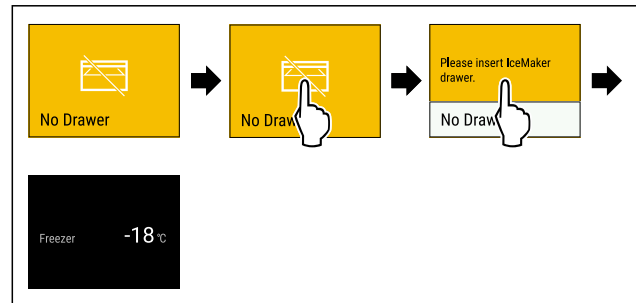 No Drawer
No Draw
Please insert IceMaker
drawer.
No Draw
Freezer -18 °C